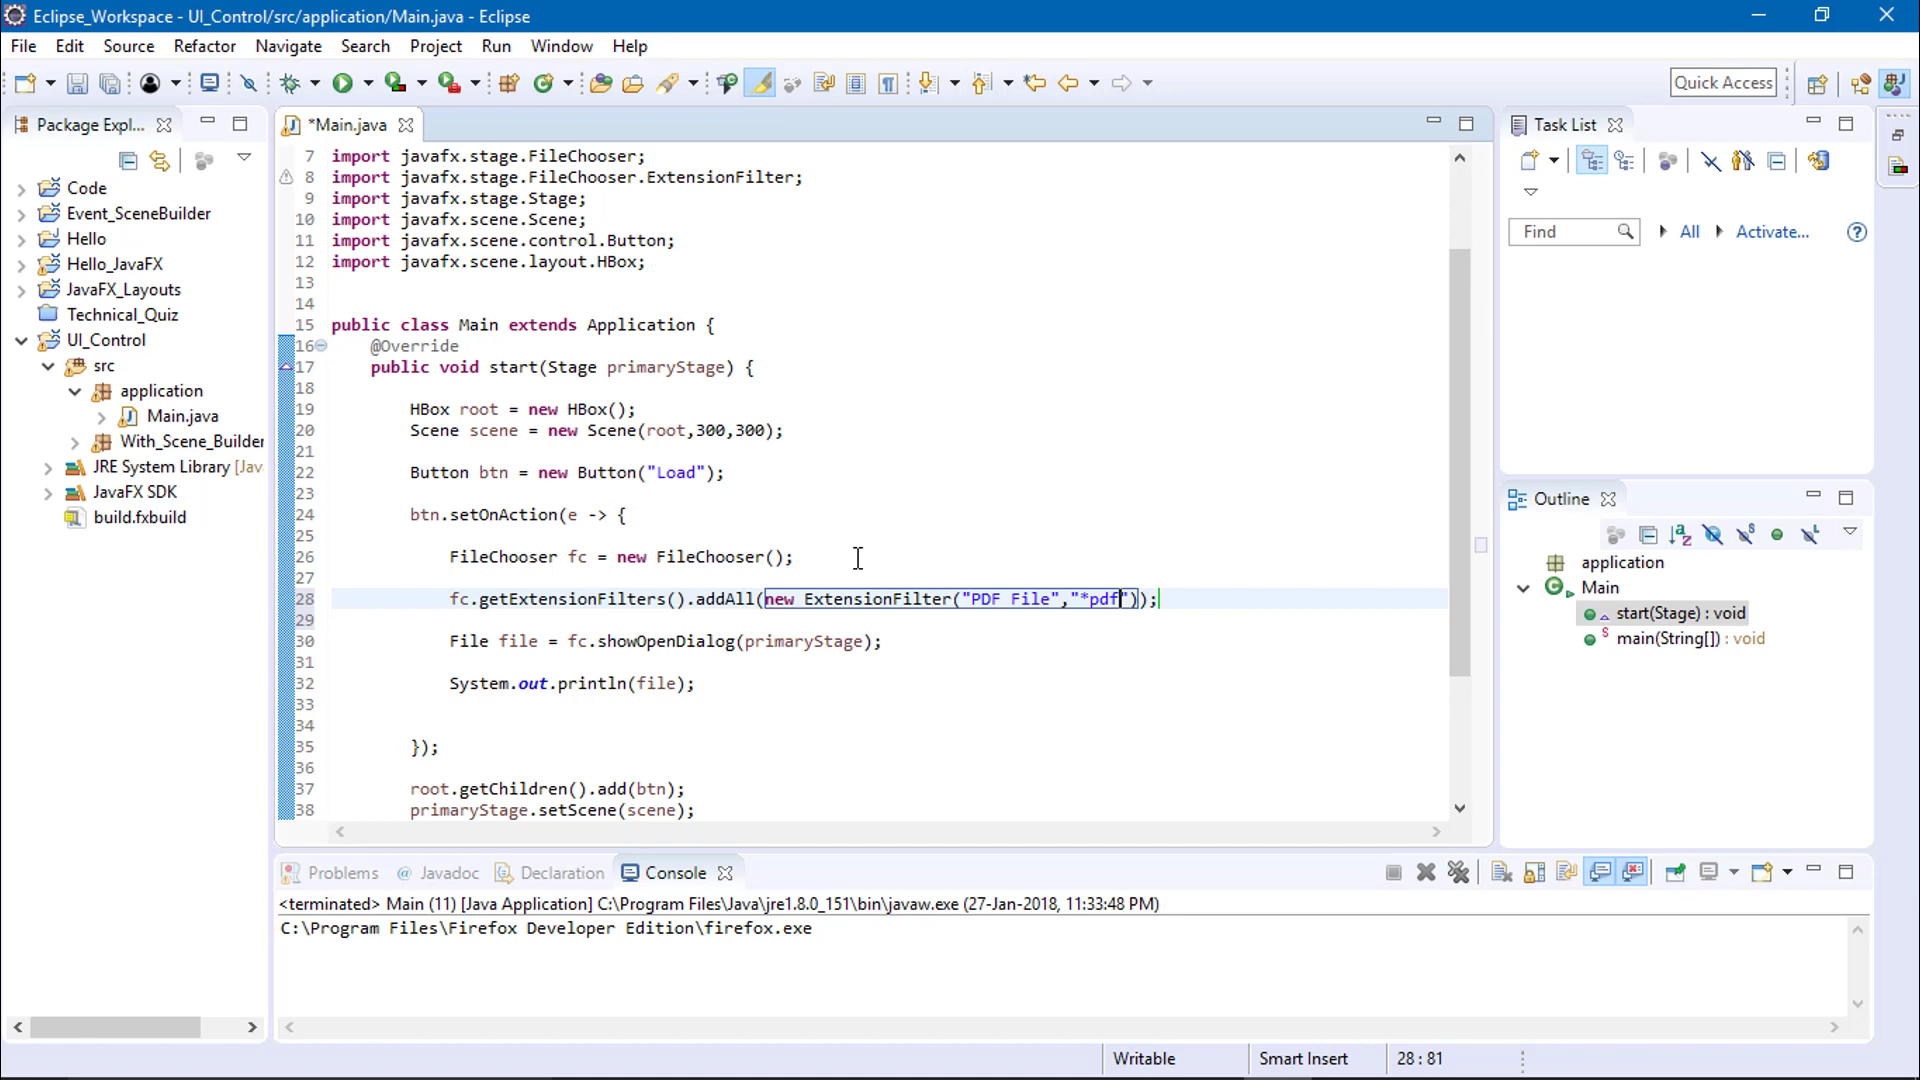 Eclipse_Workspace - UI_Control/src/application/Main.java - Eclipse
File Edit Source Refactor Navigate Search Project Run Window Help
Quick Access
Package Expl...
Code
Event_SceneBuilder
Hello
Hello_JavaFX
JavaFX_Layouts
Technical_Quiz
UI_Control
src
application
Main.java
With_Scene_Builder
JRE System Library [Jav
JavaFX SDK
build.fxbuild
*Main.java
7 import javafx.stage.FileChooser;
8 import javafx.stage.FileChooser.ExtensionFilter;
9 import javafx.stage.Stage;
10 import javafx.scene.Scene;
11 import javafx.scene.control.Button;
12 import javafx.scene.layout.HBox;
13
14
15 public class Main extends Application {
16 @Override
17 public void start(Stage primaryStage) {
18
19 HBox root = new HBox();
20 Scene scene = new Scene(root,300,300);
21
22 Button btn = new Button("Load");
23
24 btn.setOnAction(e -> {
25
26 FileChooser fc = new FileChooser();
27
28 fc.getExtensionFilters().addAll(new ExtensionFilter("PDF File","*pdf"));
29
30 File file = fc.showOpenDialog(primaryStage);
31
32 System.out.println(file);
33
34
35 });
36
37 root.getChildren().add(btn);
38 primaryStage.setScene(scene);
Task List
Find All Activate...
Outline
application
Main
start(Stage) : void
main(String[]) : void
Problems @ Javadoc Declaration Console
<terminated> Main (11) [Java Application] C:\Program Files\Java\jre1.8.0_151\bin\javaw.exe (27-Jan-2018, 11:33:48 PM)
C:\Program Files\Firefox Developer Edition\firefox.exe
Writable Smart Insert 28 : 81